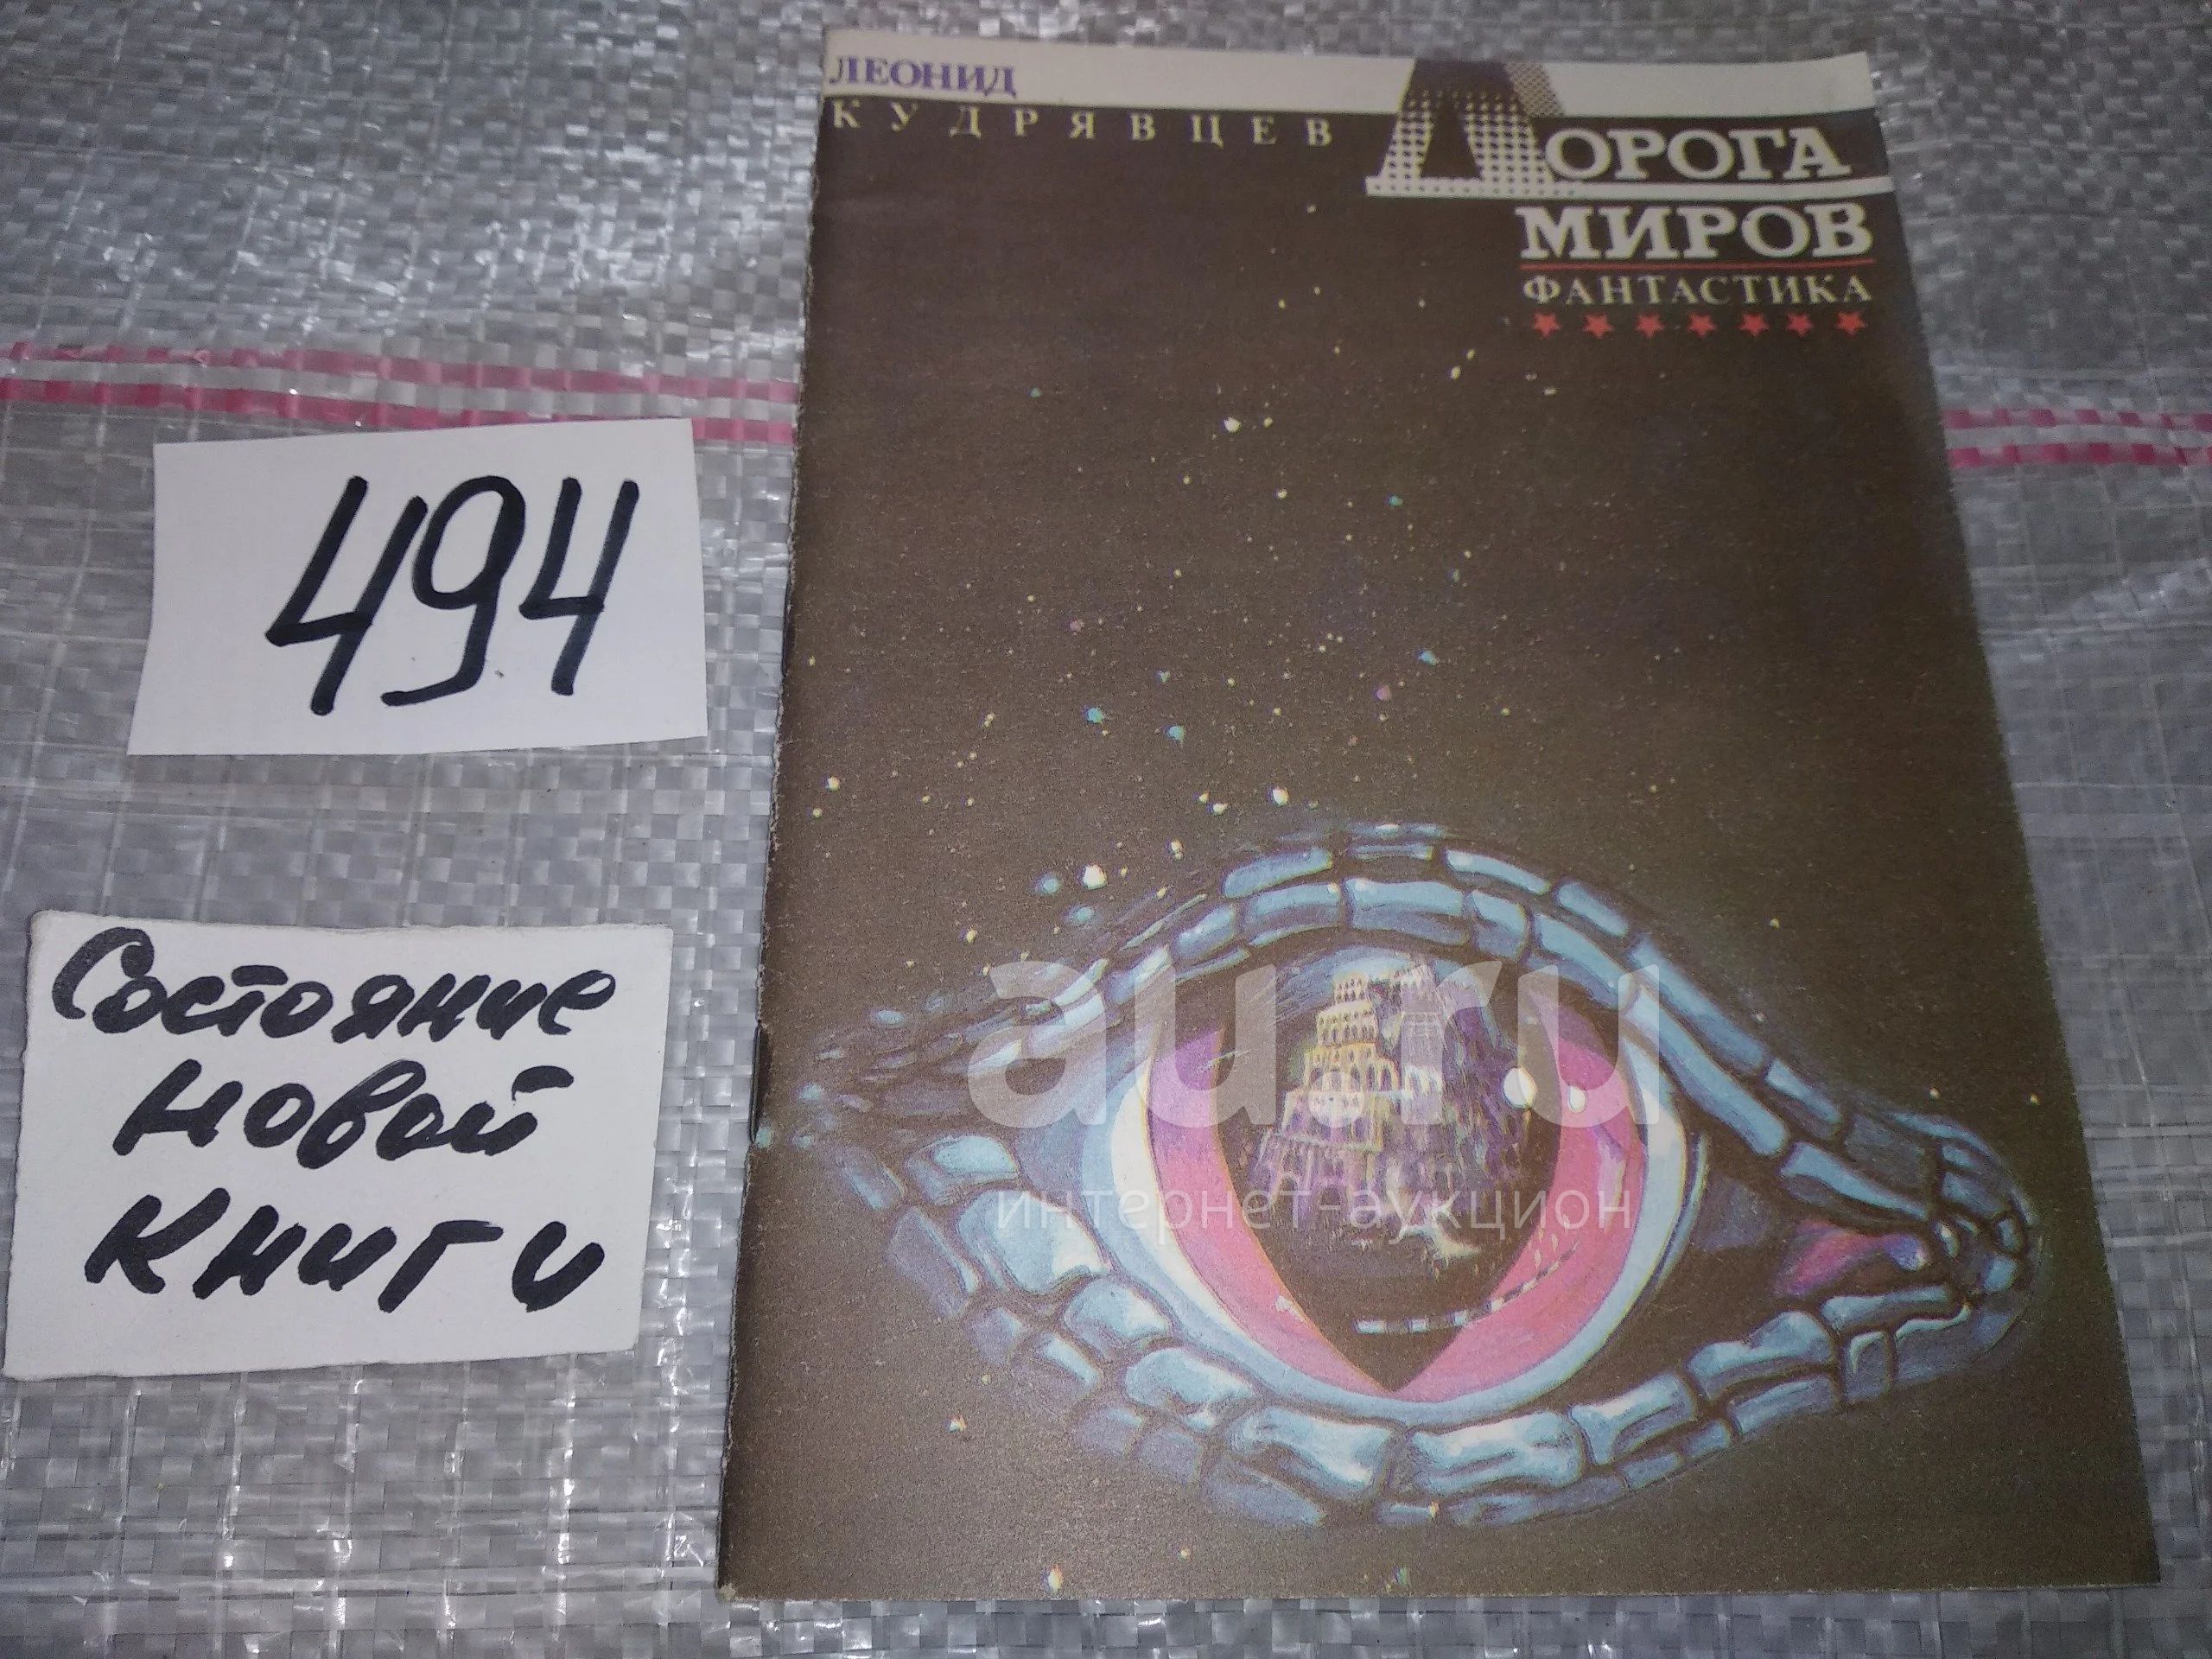 ЛЕОНИД
КУДРЯВЦЕВ
ДОРОГА
МИРОВ
ФАНТАСТИКА
494
Состояние
новой
книги
au.ru
интернет-аукцион